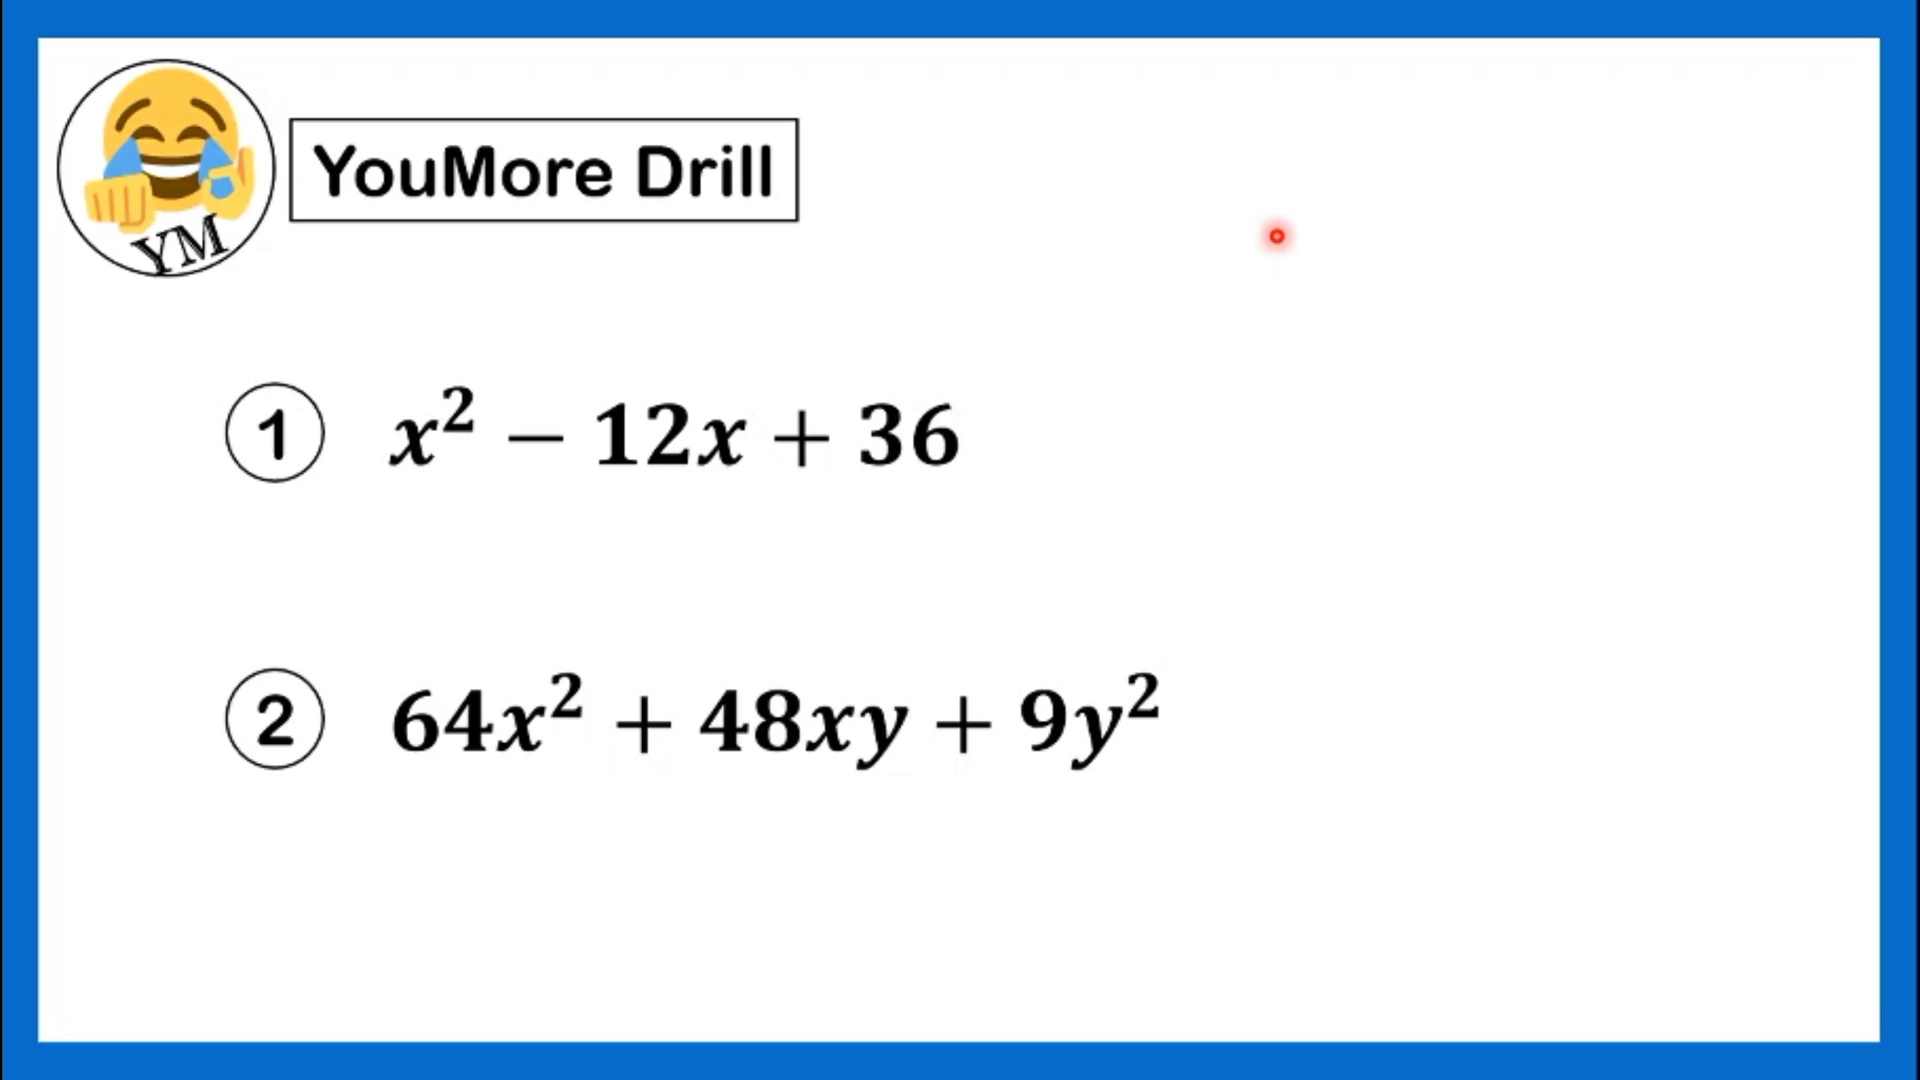 YM
YouMore Drill
① x² − 12x + 36
② 64x² + 48xy + 9y²